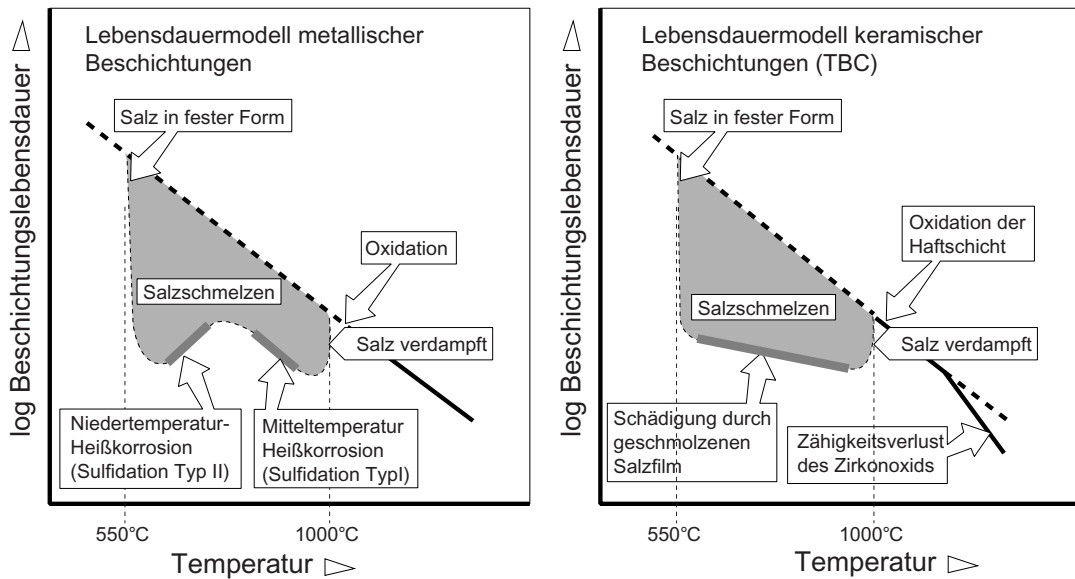 log Beschichtungslebensdauer
Lebensdauermodell metallischer
Beschichtungen
Salz in fester Form
Oxidation
Salzschmelzen
Salz verdampft
Niedertemperatur-
Heißkorrosion
(Sulfidation Typ II)
Mitteltemperatur
Heißkorrosion
(Sulfidation TypI)
550°C
1000°C
Temperatur
log Beschichtungslebensdauer
Lebensdauermodell keramischer
Beschichtungen (TBC)
Salz in fester Form
Oxidation der
Haftschicht
Salzschmelzen
Salz verdampft
Schädigung durch
geschmolzenen
Salzfilm
Zähigkeitsverlust
des Zirkonoxids
550°C
1000°C
Temperatur